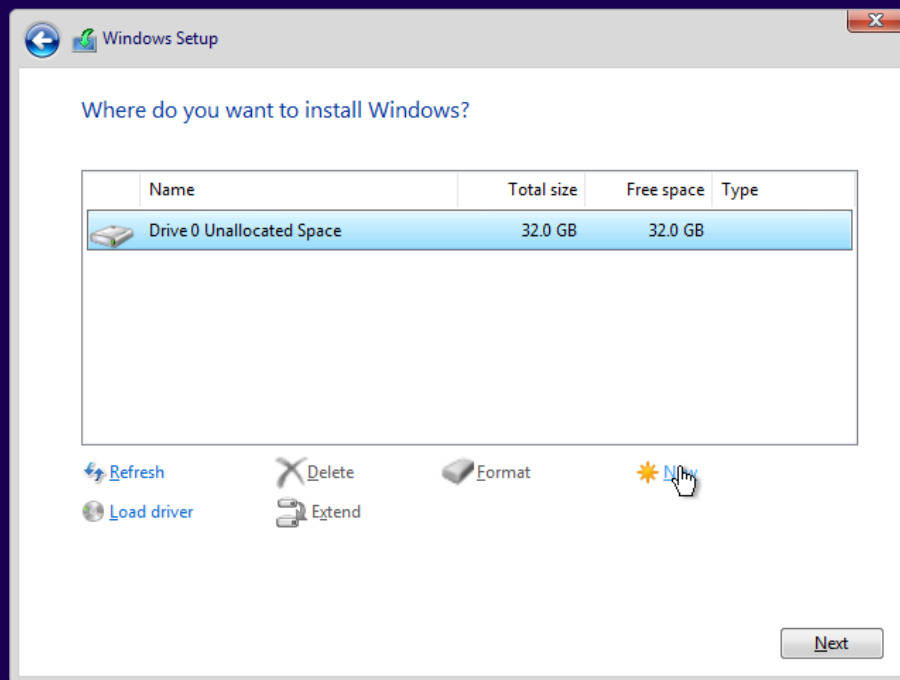 Windows Setup
Where do you want to install Windows?
Name Total size Free space Type
Drive 0 Unallocated Space 32.0 GB 32.0 GB
Refresh Delete Format
Load driver Extend
Next